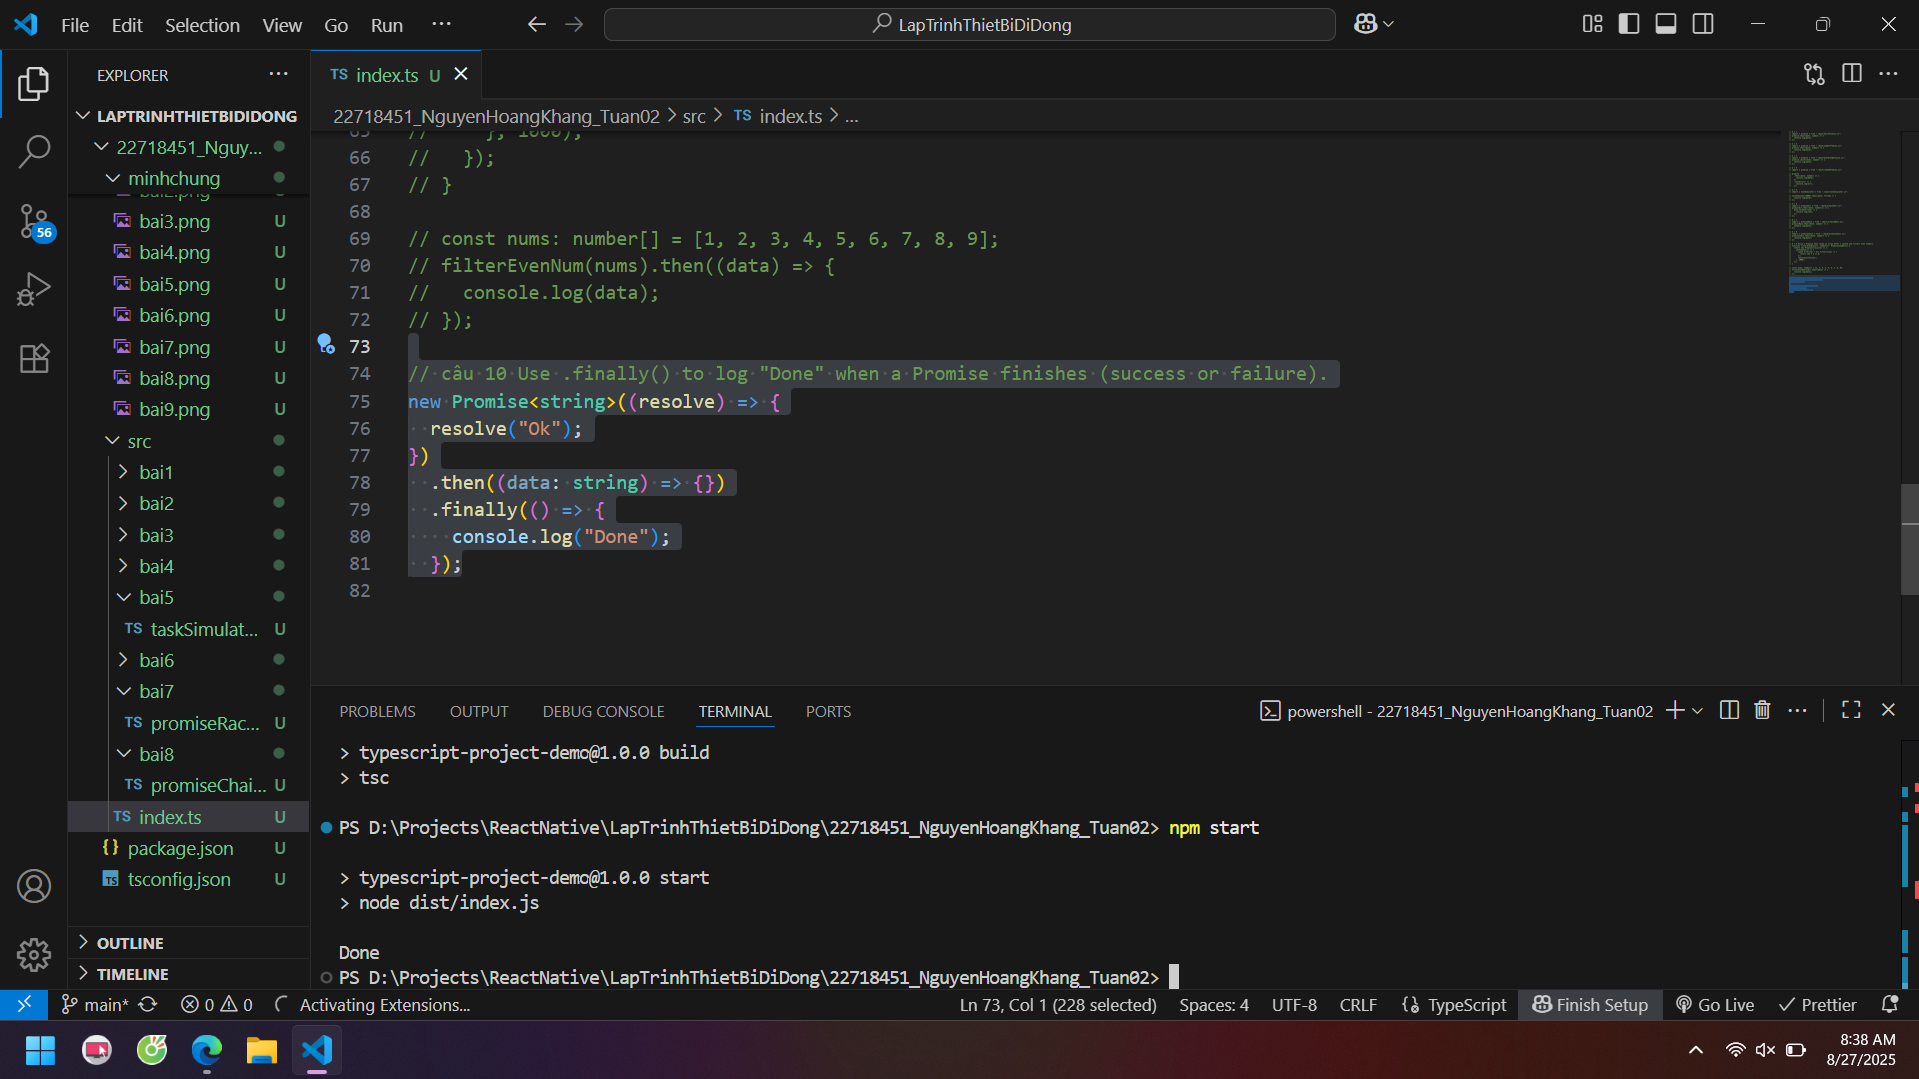 File Edit Selection View Go Run ··· LapTrinhThietBiDiDong
EXPLORER ···
TS index.ts U
LAPTRINHTHIETBIDIDONG
22718451_NguyenHoangKhang_Tuan02 > src > TS index.ts > ...
22718451_Nguy...
minhchung
bai2.png
bai3.png U
bai4.png U
bai5.png U
bai6.png U
bai7.png U
bai8.png U
bai9.png U
src
bai1
bai2
bai3
bai4
bai5
TS taskSimulat... U
bai6
bai7
TS promiseRac... U
bai8
TS promiseChai... U
TS index.ts U
{} package.json U
TS tsconfig.json U
OUTLINE
TIMELINE
65 //     }, 1000);
66 //   });
67 // }
68
69 // const nums: number[] = [1, 2, 3, 4, 5, 6, 7, 8, 9];
70 // filterEvenNum(nums).then((data) => {
71 //   console.log(data);
72 // });
73
74 // câu 10 Use .finally() to log "Done" when a Promise finishes (success or failure).
75 new Promise<string>((resolve) => {
76   resolve("Ok");
77 })
78   .then((data: string) => {})
79   .finally(() => {
80     console.log("Done");
81   });
82
PROBLEMS OUTPUT DEBUG CONSOLE TERMINAL PORTS powershell - 22718451_NguyenHoangKhang_Tuan02
> typescript-project-demo@1.0.0 build
> tsc
PS D:\Projects\ReactNative\LapTrinhThietBiDiDong\22718451_NguyenHoangKhang_Tuan02> npm start
> typescript-project-demo@1.0.0 start
> node dist/index.js
Done
PS D:\Projects\ReactNative\LapTrinhThietBiDiDong\22718451_NguyenHoangKhang_Tuan02>
56
main* 0 0 Activating Extensions... Ln 73, Col 1 (228 selected) Spaces: 4 UTF-8 CRLF {} TypeScript Finish Setup Go Live Prettier
8:38 AM
8/27/2025